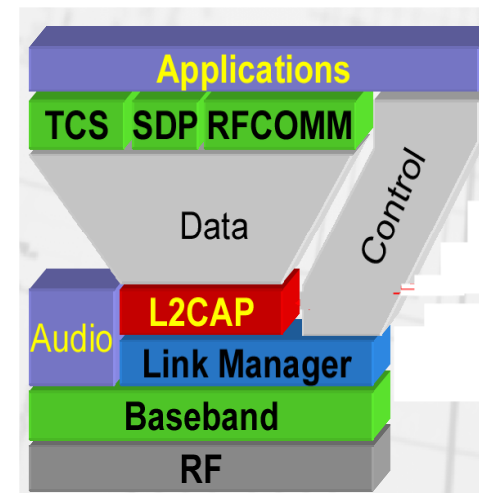 Applications
TCS SDP RFCOMM
Control
Data
L2CAP
Audio
Link Manager
Baseband
RF